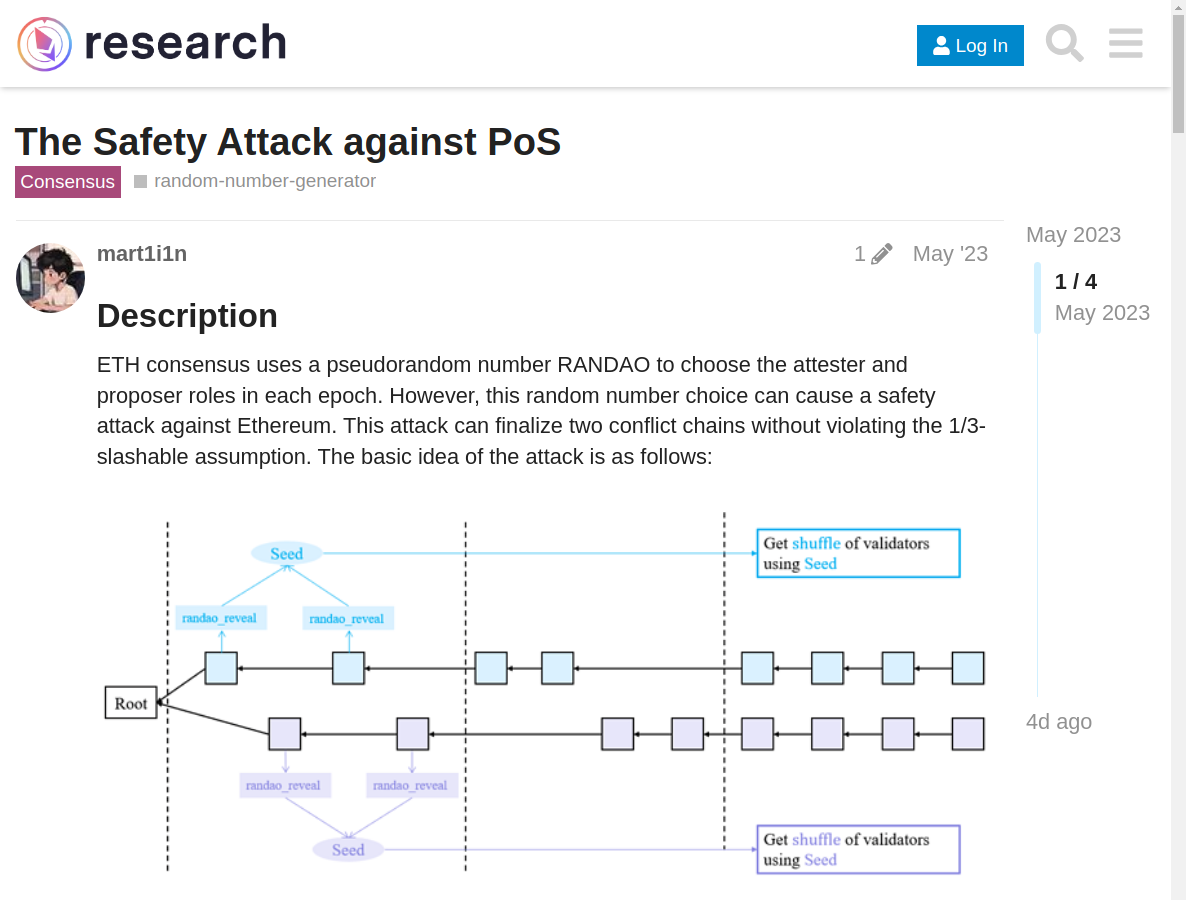 research
Log In
The Safety Attack against PoS
Consensus
random-number-generator
mart1i1n
1
May '23
May 2023
1 / 4
May 2023
Description
ETH consensus uses a pseudorandom number RANDAO to choose the attester and
proposer roles in each epoch. However, this random number choice can cause a safety
attack against Ethereum. This attack can finalize two conflict chains without violating the 1/3-
slashable assumption. The basic idea of the attack is as follows:
Seed
Get shuffle of validators
using Seed
randao_reveal
randao_reveal
Root
4d ago
randao_reveal
randao_reveal
Seed
Get shuffle of validators
using Seed